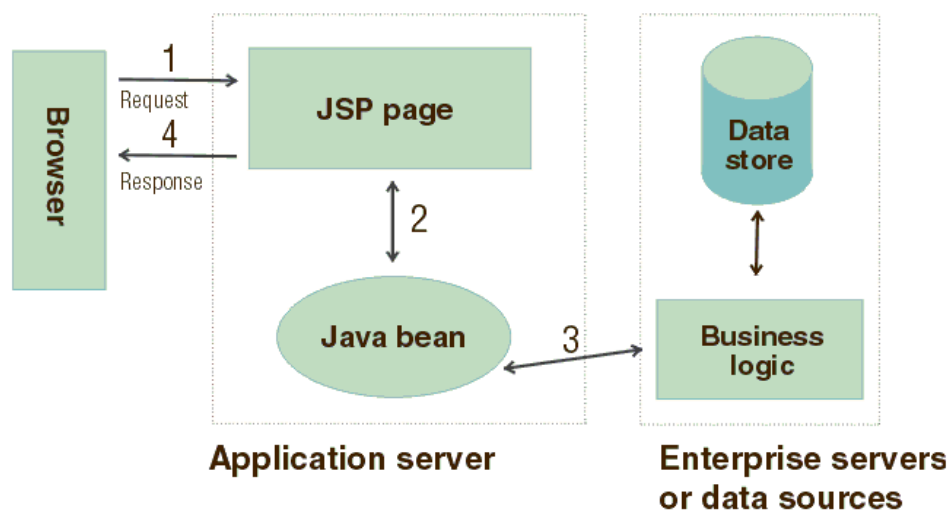 1
Request
4
Response
Browser
JSP page
2
Java bean
3
Data
store
Business
logic
Application server
Enterprise servers
or data sources